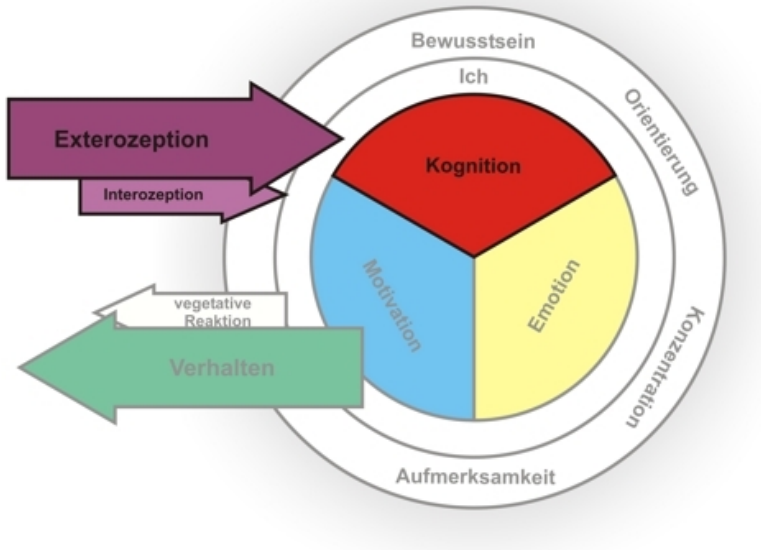 Bewusstsein
Ich
Orientierung
Exterozeption
Kognition
Interozeption
Motivation
Emotion
vegetative
Reaktion
Konzentration
Verhalten
Aufmerksamkeit